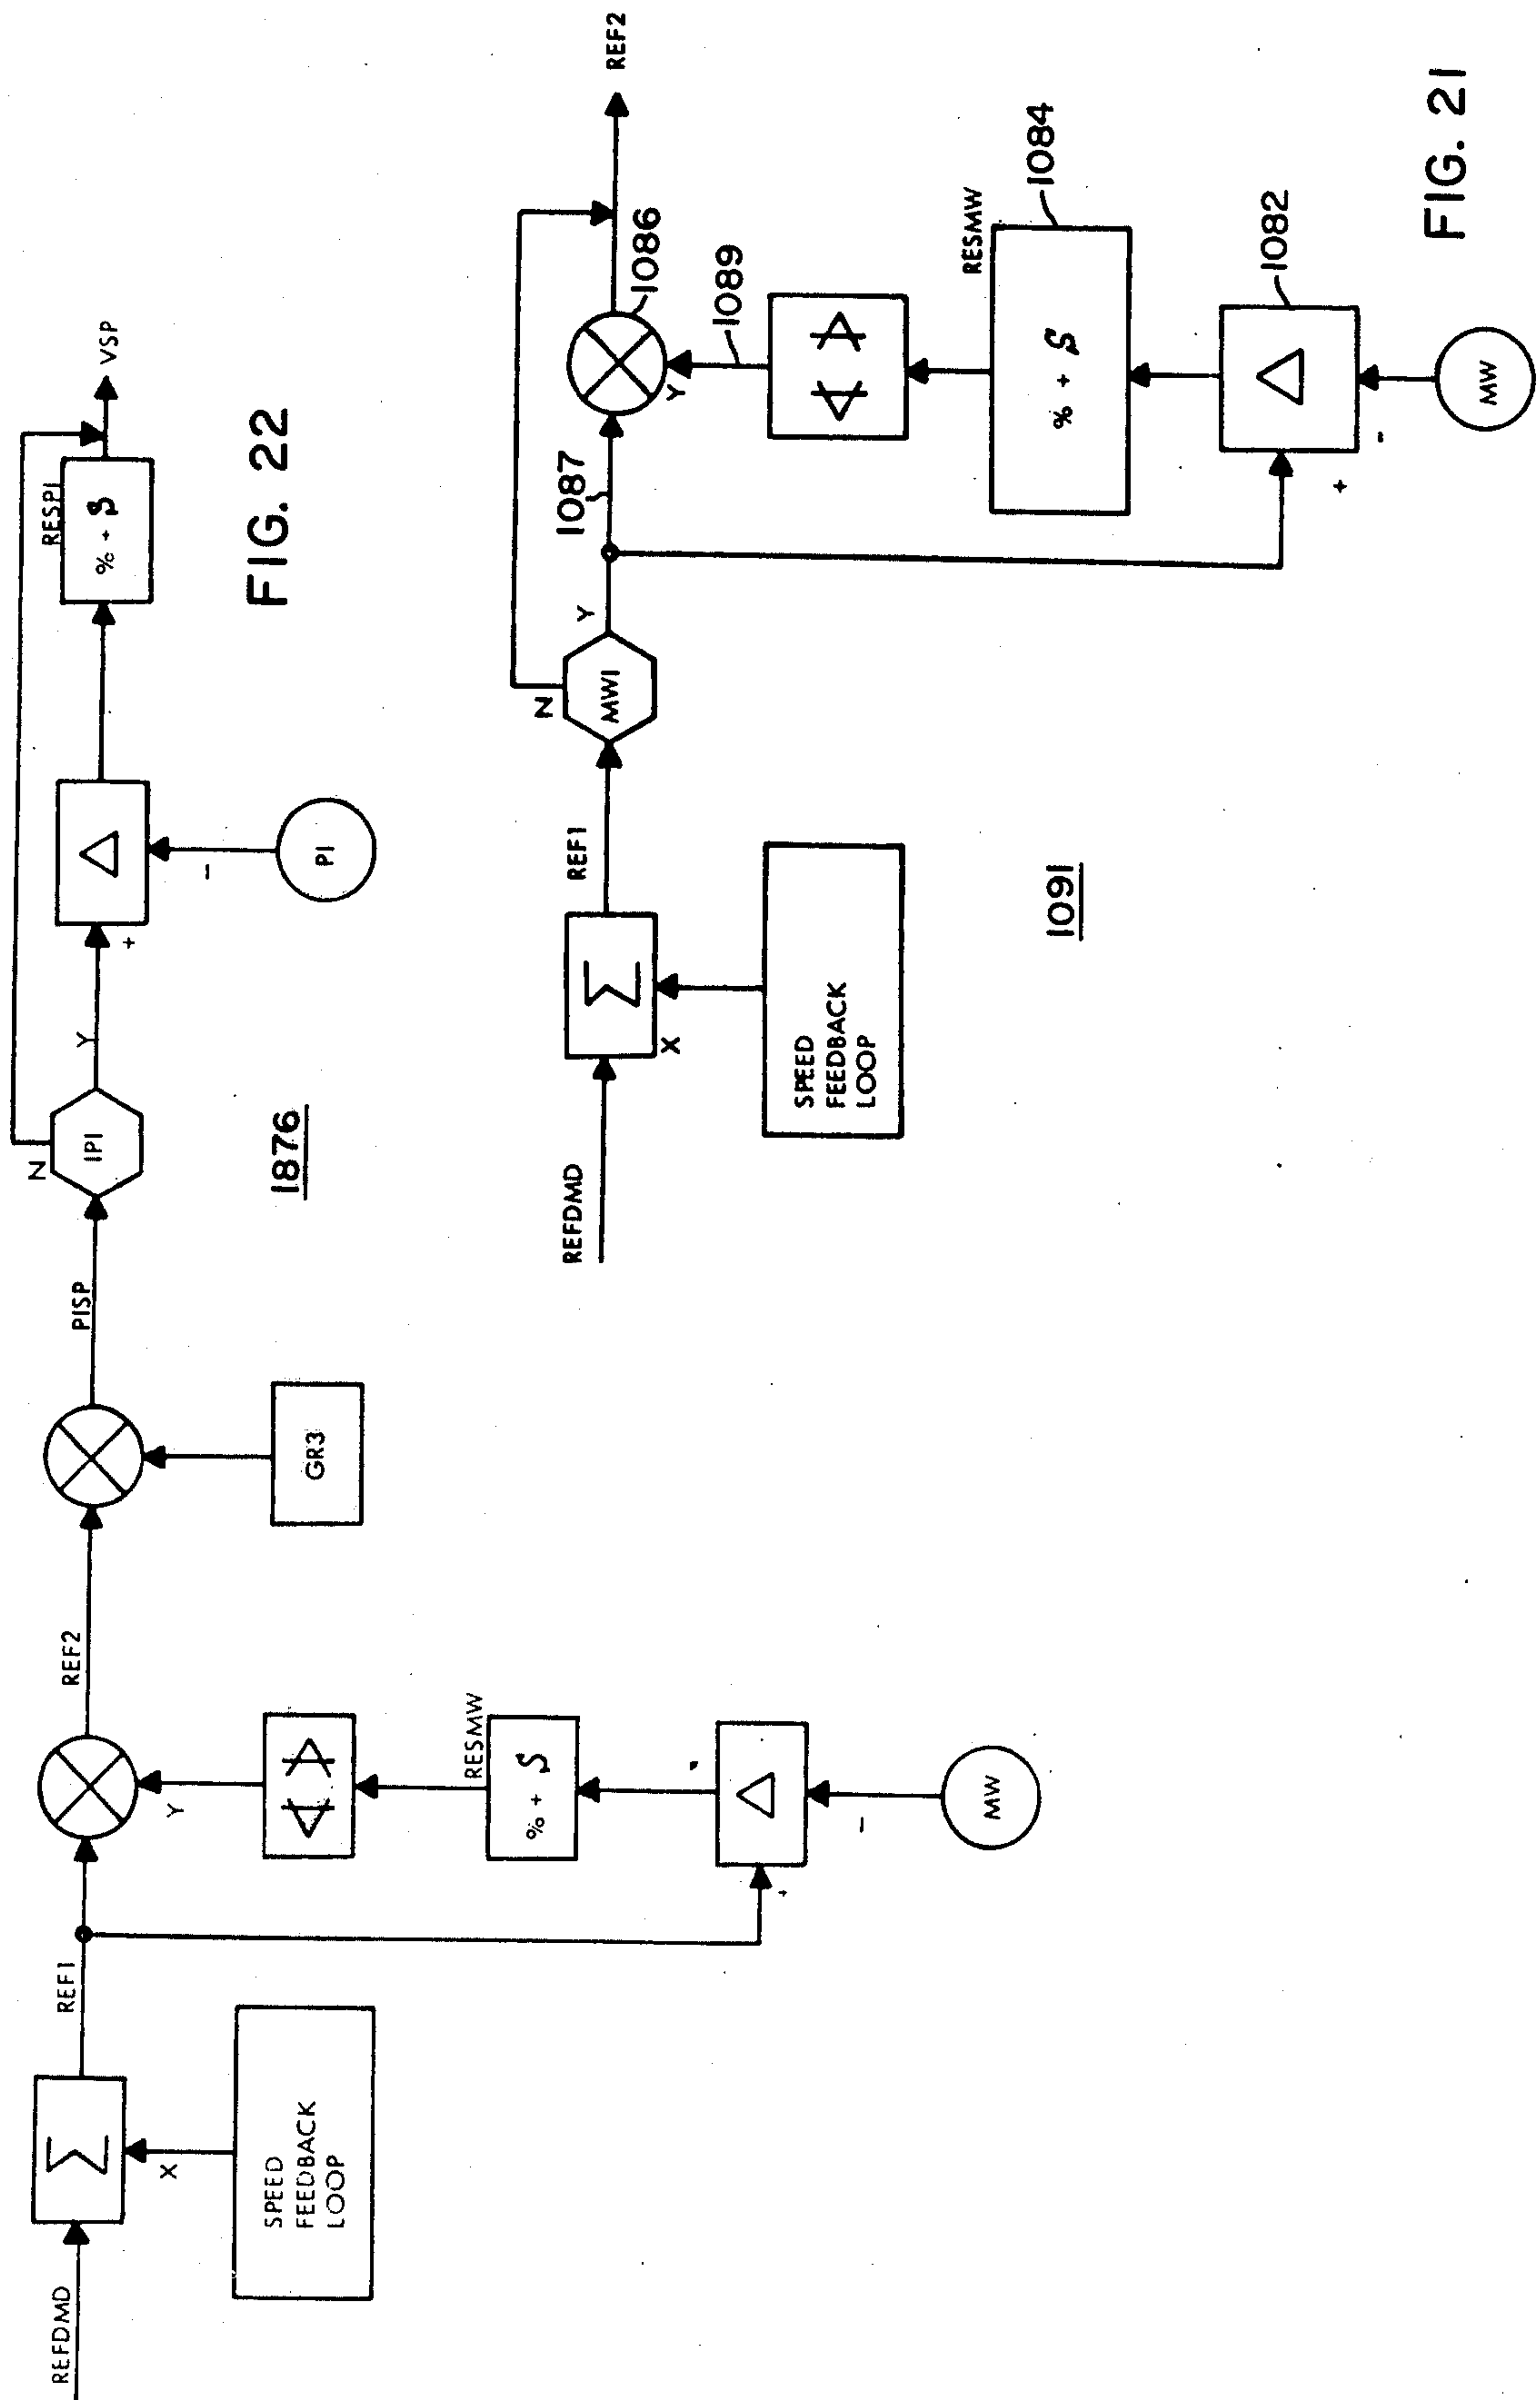 REFDMD
Σ
REF1
X
SPEED
FEEDBACK
LOOP
Y
RESMW
% + ∫
Δ
+
-
MW
REF2
GR3
PISP
IPI
N
Y
Δ
+
-
PI
RESPI
% + ∫
VSP
1876
FIG. 22
REFDMD
Σ
REF1
X
SPEED
FEEDBACK
LOOP
MWI
N
Y
1087
1086
REF2
Y
1089
RESMW
1084
% + ∫
1082
Δ
+
-
MW
1091
FIG. 21